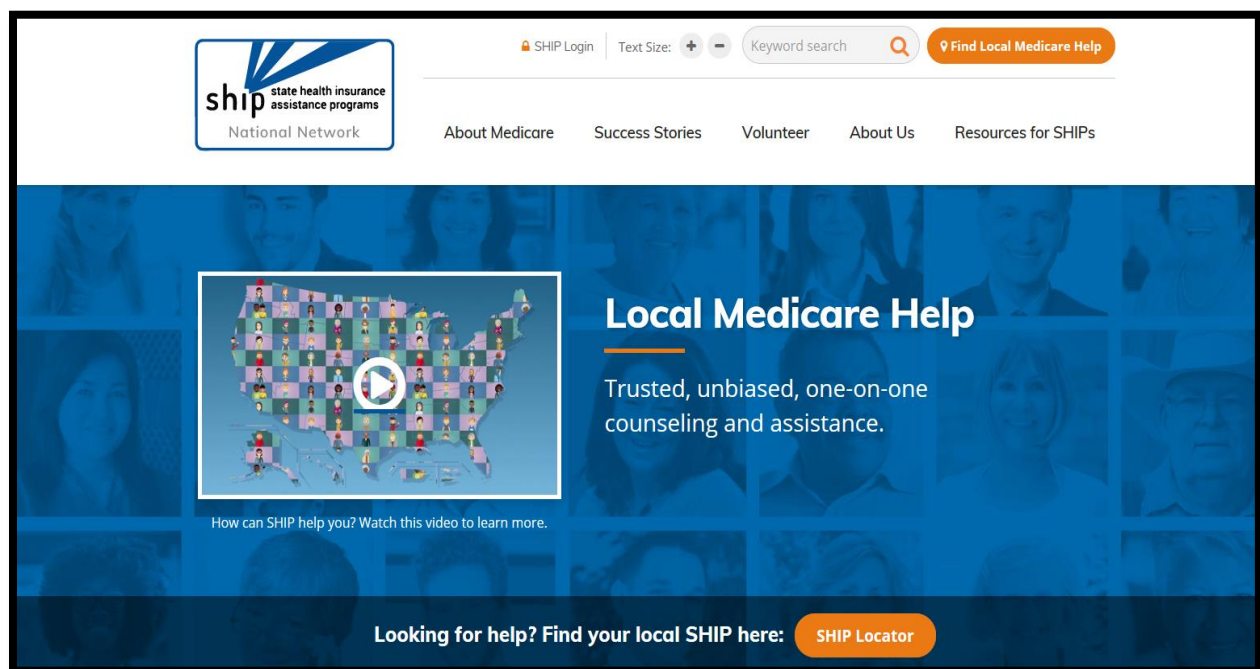 SHIP Login
Text Size:
+
-
Keyword search
Find Local Medicare Help
ship
state health insurance
assistance programs
National Network
About Medicare
Success Stories
Volunteer
About Us
Resources for SHIPs
Local Medicare Help
Trusted, unbiased, one-on-one
counseling and assistance.
How can SHIP help you? Watch this video to learn more.
Looking for help? Find your local SHIP here:
SHIP Locator